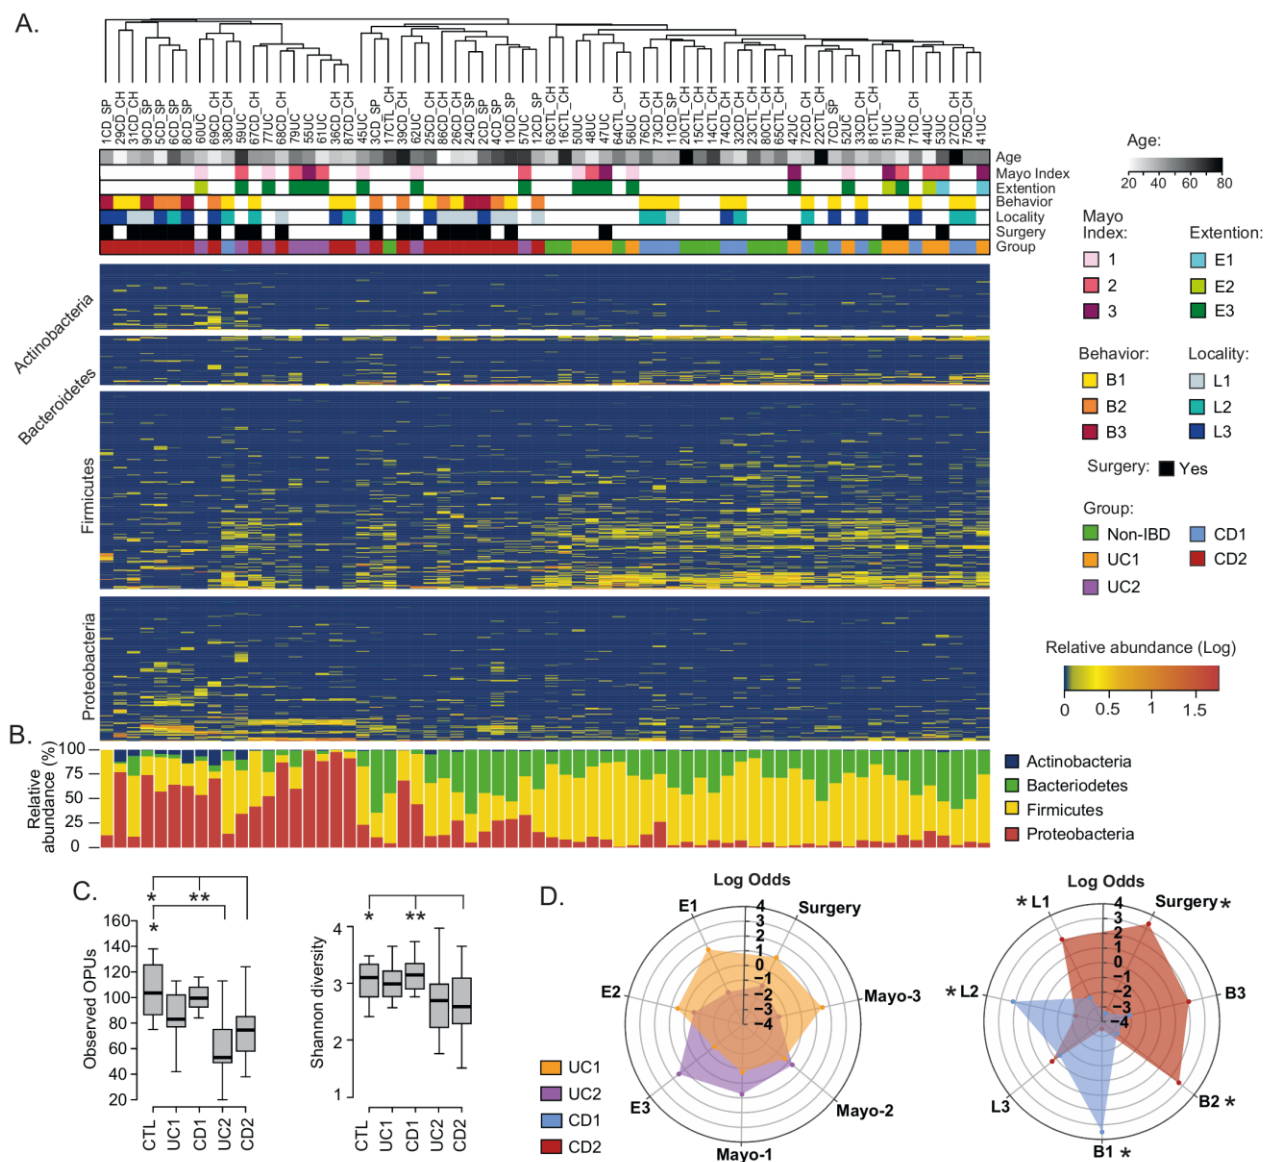 A.
1CD_SP
29CD_CH
31CD_CH
9CD_SP
5CD_SP
6CD_SP
8CD_SP
60UC
69CD_CH
38CD_CH
59UC
67CD_CH
77UC
68CD_CH
79UC
55UC
61UC
36CD_CH
87CD_CH
45UC
3CD_SP
17CTL_CH
39CD_CH
62UC
25CD_CH
86CD_CH
26CD_CH
24CD_SP
2CD_SP
4CD_SP
10CD_SP
57UC
12CD_SP
63CTL_CH
16CTL_CH
50UC
48UC
47UC
64CTL_CH
56UC
76CD_CH
73CD_CH
11CD_SP
20CTL_CH
15CTL_CH
14CTL_CH
74CD_CH
32CD_CH
23CTL_CH
80CTL_CH
65CTL_CH
42UC
72CD_CH
22CTL_CH
7CD_SP
52UC
33CD_CH
81CTL_CH
51UC
78UC
71CD_CH
44UC
53UC
27CD_CH
75CD_CH
41UC
Age
Mayo Index
Extention
Behavior
Locality
Surgery
Group
Age:
20 40 60 80
Mayo
Index:
1
2
3
Extention:
E1
E2
E3
Behavior:
B1
B2
B3
Locality:
L1
L2
L3
Surgery: Yes
Group:
Non-IBD
UC1
UC2
CD1
CD2
Relative abundance (Log)
0 0.5 1 1.5
Actinobacteria
Bacteroidetes
Firmicutes
Proteobacteria
B.
Relative
abundance (%)
100
75
50
25
0
Actinobacteria
Bacteriodetes
Firmicutes
Proteobacteria
C.
* **
*
Observed OPUs
160
140
120
100
80
60
40
20
CTL
UC1
CD1
UC2
CD2
* **
Shannon diversity
4
3
2
1
CTL
UC1
CD1
UC2
CD2
UC1
UC2
CD1
CD2
D.
Log Odds
4
3
2
1
0
−1
−2
−3
−4
E1
Surgery
E2
Mayo-3
E3
Mayo-2
Mayo-1
Log Odds
4
3
2
1
0
−1
−2
−3
−4
* L1
Surgery *
* L2
B3
L3
B2 *
B1 *